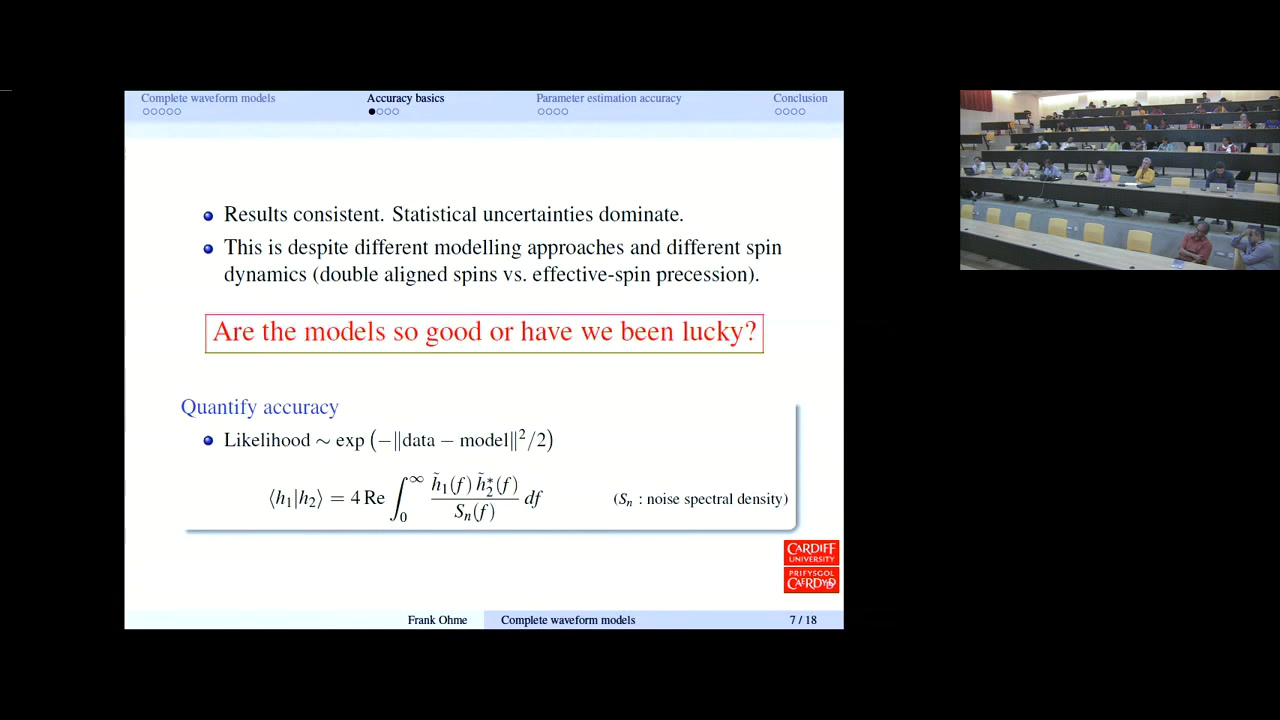 Complete waveform models Accuracy basics Parameter estimation accuracy Conclusion
Results consistent. Statistical uncertainties dominate.
This is despite different modelling approaches and different spin
dynamics (double aligned spins vs. effective-spin precession).
Are the models so good or have we been lucky?
Quantify accuracy
Likelihood ∼ exp (−‖data − model‖²/2)
⟨h₁|h₂⟩ = 4 Re ∫₀^∞ h̃₁(f) h̃₂*(f) / Sₙ(f) df (Sₙ : noise spectral density)
CARDIFF
UNIVERSITY
PRIFYSGOL
CAERDYDD
Frank Ohme Complete waveform models 7 / 18